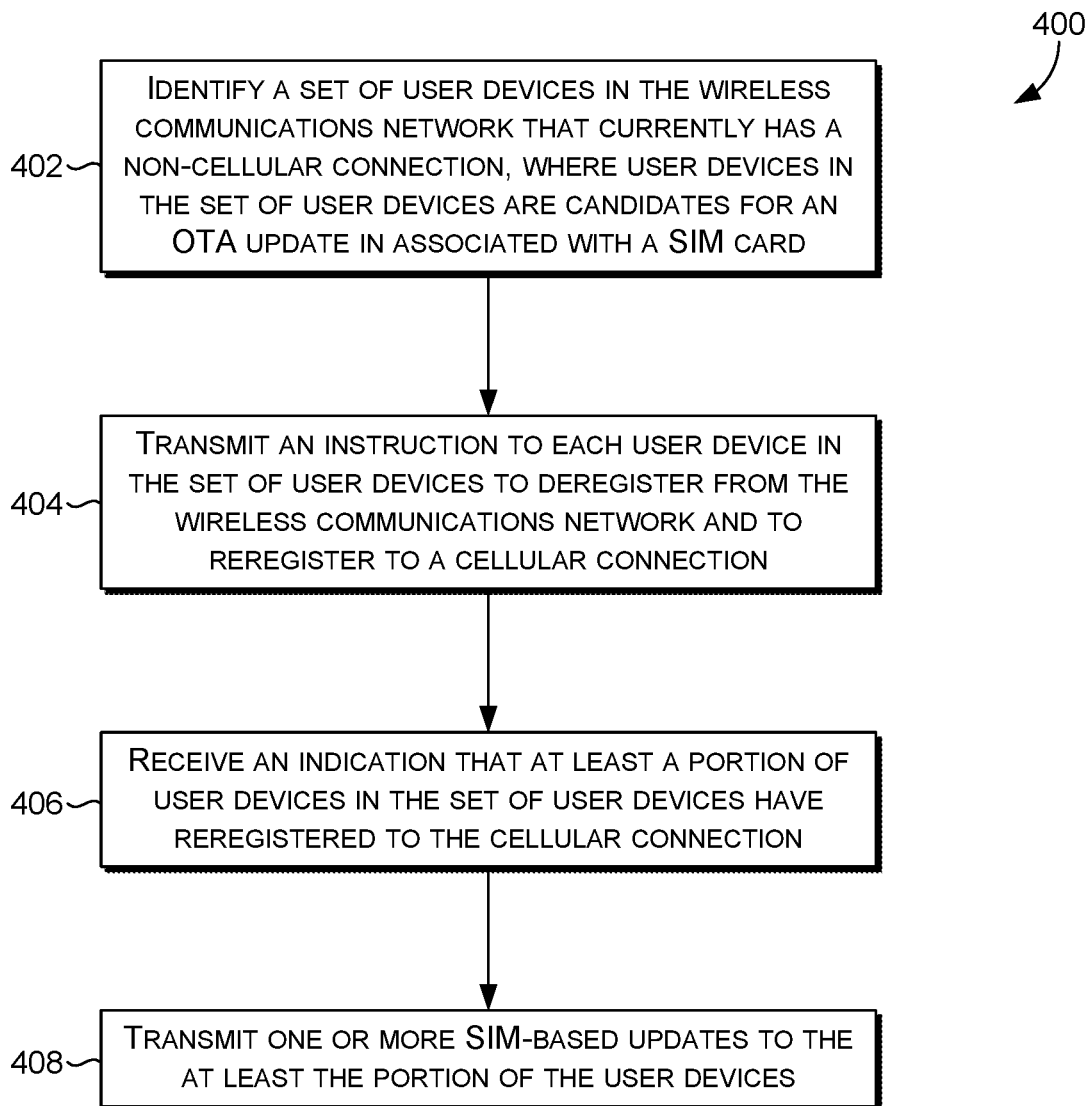 400
402
IDENTIFY A SET OF USER DEVICES IN THE WIRELESS
COMMUNICATIONS NETWORK THAT CURRENTLY HAS A
NON-CELLULAR CONNECTION, WHERE USER DEVICES IN
THE SET OF USER DEVICES ARE CANDIDATES FOR AN
OTA UPDATE IN ASSOCIATED WITH A SIM CARD
404
TRANSMIT AN INSTRUCTION TO EACH USER DEVICE IN
THE SET OF USER DEVICES TO DEREGISTER FROM THE
WIRELESS COMMUNICATIONS NETWORK AND TO
REREGISTER TO A CELLULAR CONNECTION
406
RECEIVE AN INDICATION THAT AT LEAST A PORTION OF
USER DEVICES IN THE SET OF USER DEVICES HAVE
REREGISTERED TO THE CELLULAR CONNECTION
408
TRANSMIT ONE OR MORE SIM-BASED UPDATES TO THE
AT LEAST THE PORTION OF THE USER DEVICES